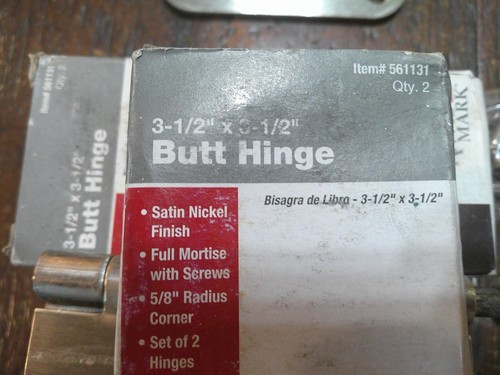 Item# 561131
Qty. 2
3-1/2" x 3-1/2"
Butt Hinge
Bisagra de Libro - 3-1/2" x 3-1/2"
• Satin Nickel
Finish
• Full Mortise
with Screws
• 5/8" Radius
Corner
• Set of 2
Hinges
Item# 561131
Qty. 2
3-1/2" x 3-1/2"
Butt Hinge
MARK